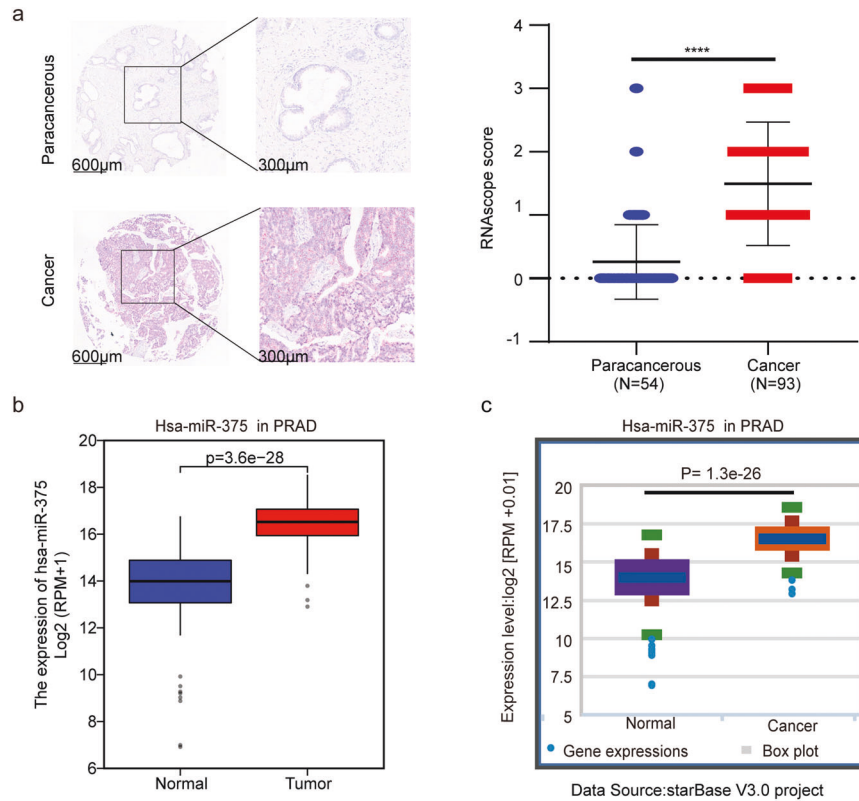 a
Paracancerous
600μm
300μm
Cancer
600μm
300μm
RNAscope score
****
3
2
1
0
-1
Paracancerous
(N=54)
Cancer
(N=93)
b
Hsa-miR-375 in PRAD
The expression of hsa-miR-375
Log2 (RPM+1)
p=3.6e−28
20
18
16
14
12
10
8
6
Normal
Tumor
c
Hsa-miR-375 in PRAD
Expression level:log2 [RPM +0.01]
P= 1.3e-26
20
17.5
15
12.5
10
7.5
5
Normal
Cancer
Gene expressions
Box plot
Data Source:starBase V3.0 project